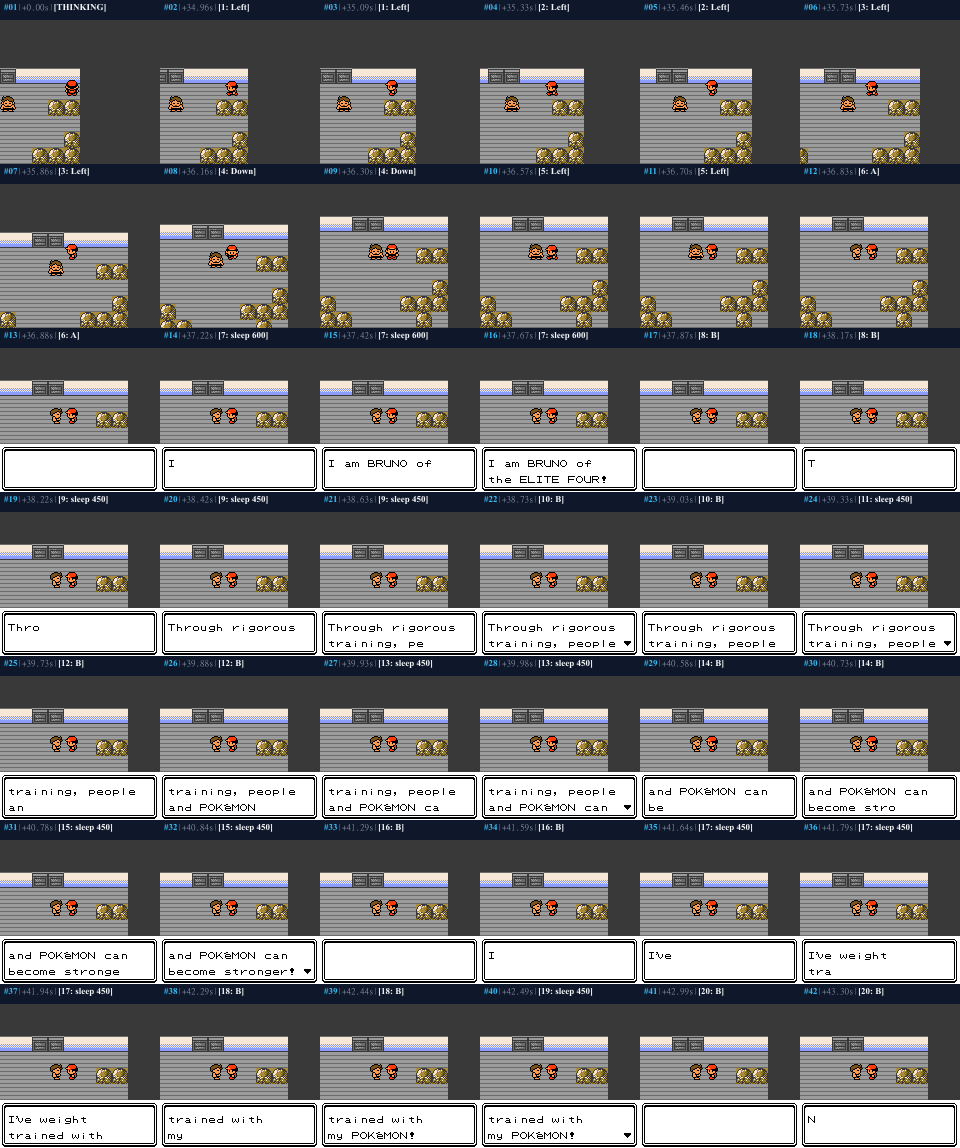 #01|+0.00s|[THINKING]
#02|+34.96s|[1: Left]
#03|+35.09s|[1: Left]
#04|+35.33s|[2: Left]
#05|+35.46s|[2: Left]
#06|+35.73s|[3: Left]
#07|+35.86s|[3: Left]
#08|+36.16s|[4: Down]
#09|+36.30s|[4: Down]
#10|+36.57s|[5: Left]
#11|+36.70s|[5: Left]
#12|+36.83s|[6: A]
#13|+36.88s|[6: A]
#14|+37.22s|[7: sleep 600]
#15|+37.42s|[7: sleep 600]
#16|+37.67s|[7: sleep 600]
#17|+37.87s|[8: B]
#18|+38.17s|[8: B]
I
I am BRUNO of
I am BRUNO of
the ELITE FOUR!
T
#19|+38.22s|[9: sleep 450]
#20|+38.42s|[9: sleep 450]
#21|+38.63s|[9: sleep 450]
#22|+38.73s|[10: B]
#23|+39.03s|[10: B]
#24|+39.33s|[11: sleep 450]
Thro
Through rigorous
Through rigorous
training, pe
Through rigorous
training, people
Through rigorous
training, people
Through rigorous
training, people
#25|+39.73s|[12: B]
#26|+39.88s|[12: B]
#27|+39.93s|[13: sleep 450]
#28|+39.98s|[13: sleep 450]
#29|+40.58s|[14: B]
#30|+40.73s|[14: B]
training, people
an
training, people
and POKéMON
training, people
and POKéMON ca
training, people
and POKéMON can
and POKéMON can
be
and POKéMON can
become stro
#31|+40.78s|[15: sleep 450]
#32|+40.84s|[15: sleep 450]
#33|+41.29s|[16: B]
#34|+41.59s|[16: B]
#35|+41.64s|[17: sleep 450]
#36|+41.79s|[17: sleep 450]
and POKéMON can
become stronge
and POKéMON can
become stronger!
I
I've
I've weight
tra
#37|+41.94s|[17: sleep 450]
#38|+42.29s|[18: B]
#39|+42.44s|[18: B]
#40|+42.49s|[19: sleep 450]
#41|+42.99s|[20: B]
#42|+43.30s|[20: B]
I've weight
trained with
trained with
my
trained with
my POKéMON!
trained with
my POKéMON!
N